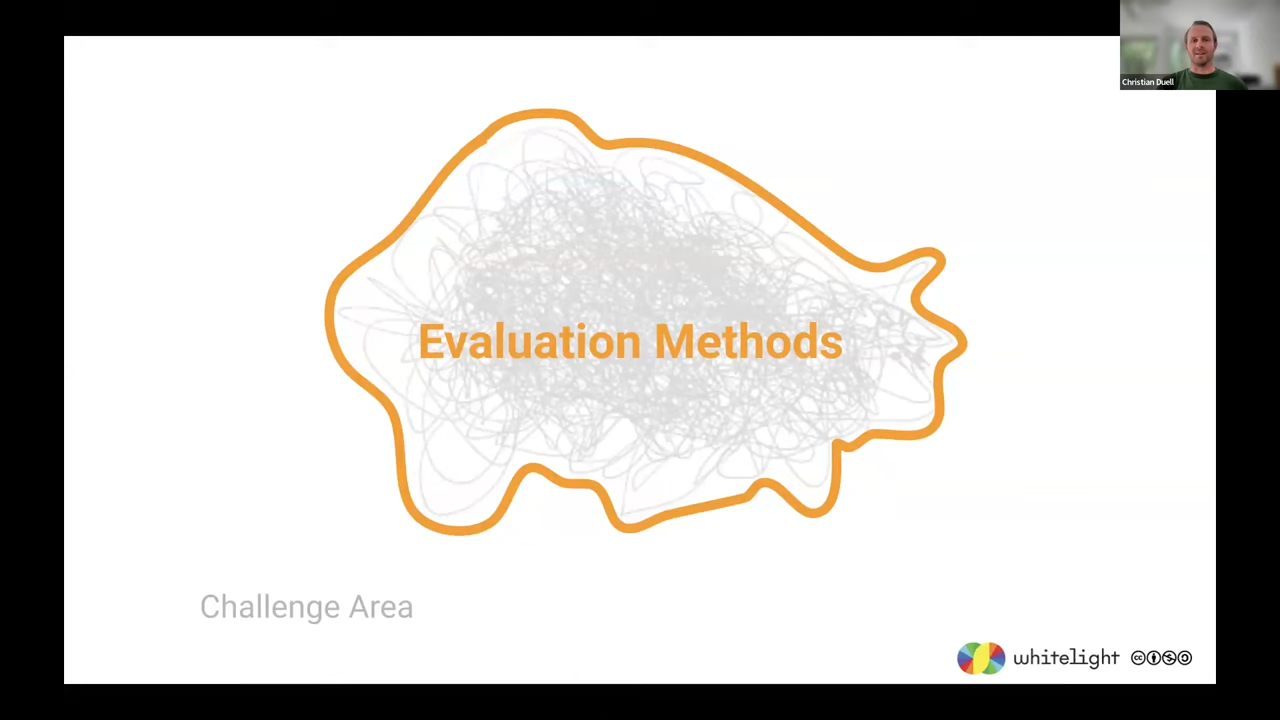 Christian Duell
Evaluation Methods
Challenge Area
whitelight